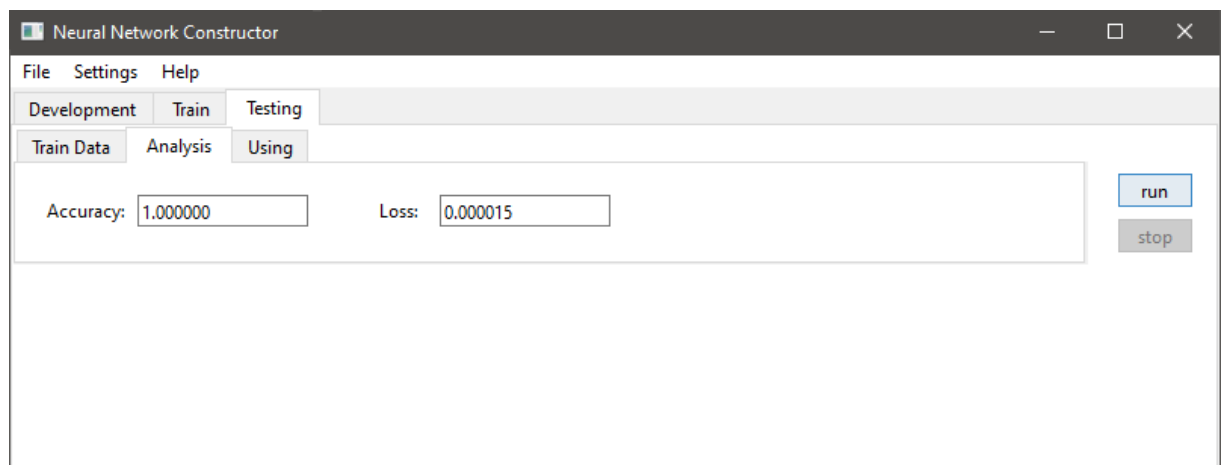 Neural Network Constructor
File Settings Help
Development Train Testing
Train Data Analysis Using
run
Accuracy: 1.000000 Loss: 0.000015
stop